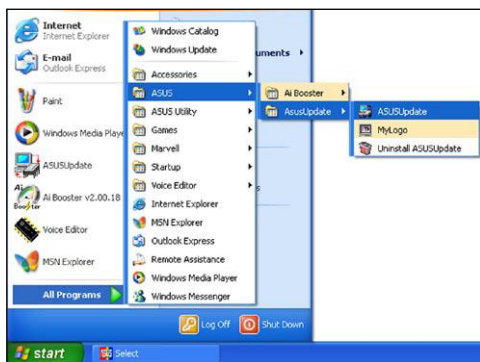 Internet
Internet Explorer
E-mail
Outlook Express
Paint
Windows Media Playe
ASUSUpdate
Ai Booster v2.00.18
Voice Editor
MSN Explorer
All Programs
Windows Catalog
Windows Update
Accessories
ASUS
ASUS Utility
Games
Marvell
Startup
Voice Editor
Internet Explorer
MSN Explorer
Outlook Express
Remote Assistance
Windows Media Player
Windows Messenger
uments
s
Ai Booster
AsusUpdate
ASUSUpdate
MyLogo
Uninstall ASUSUpdate
Log Off
Shut Down
start
Select